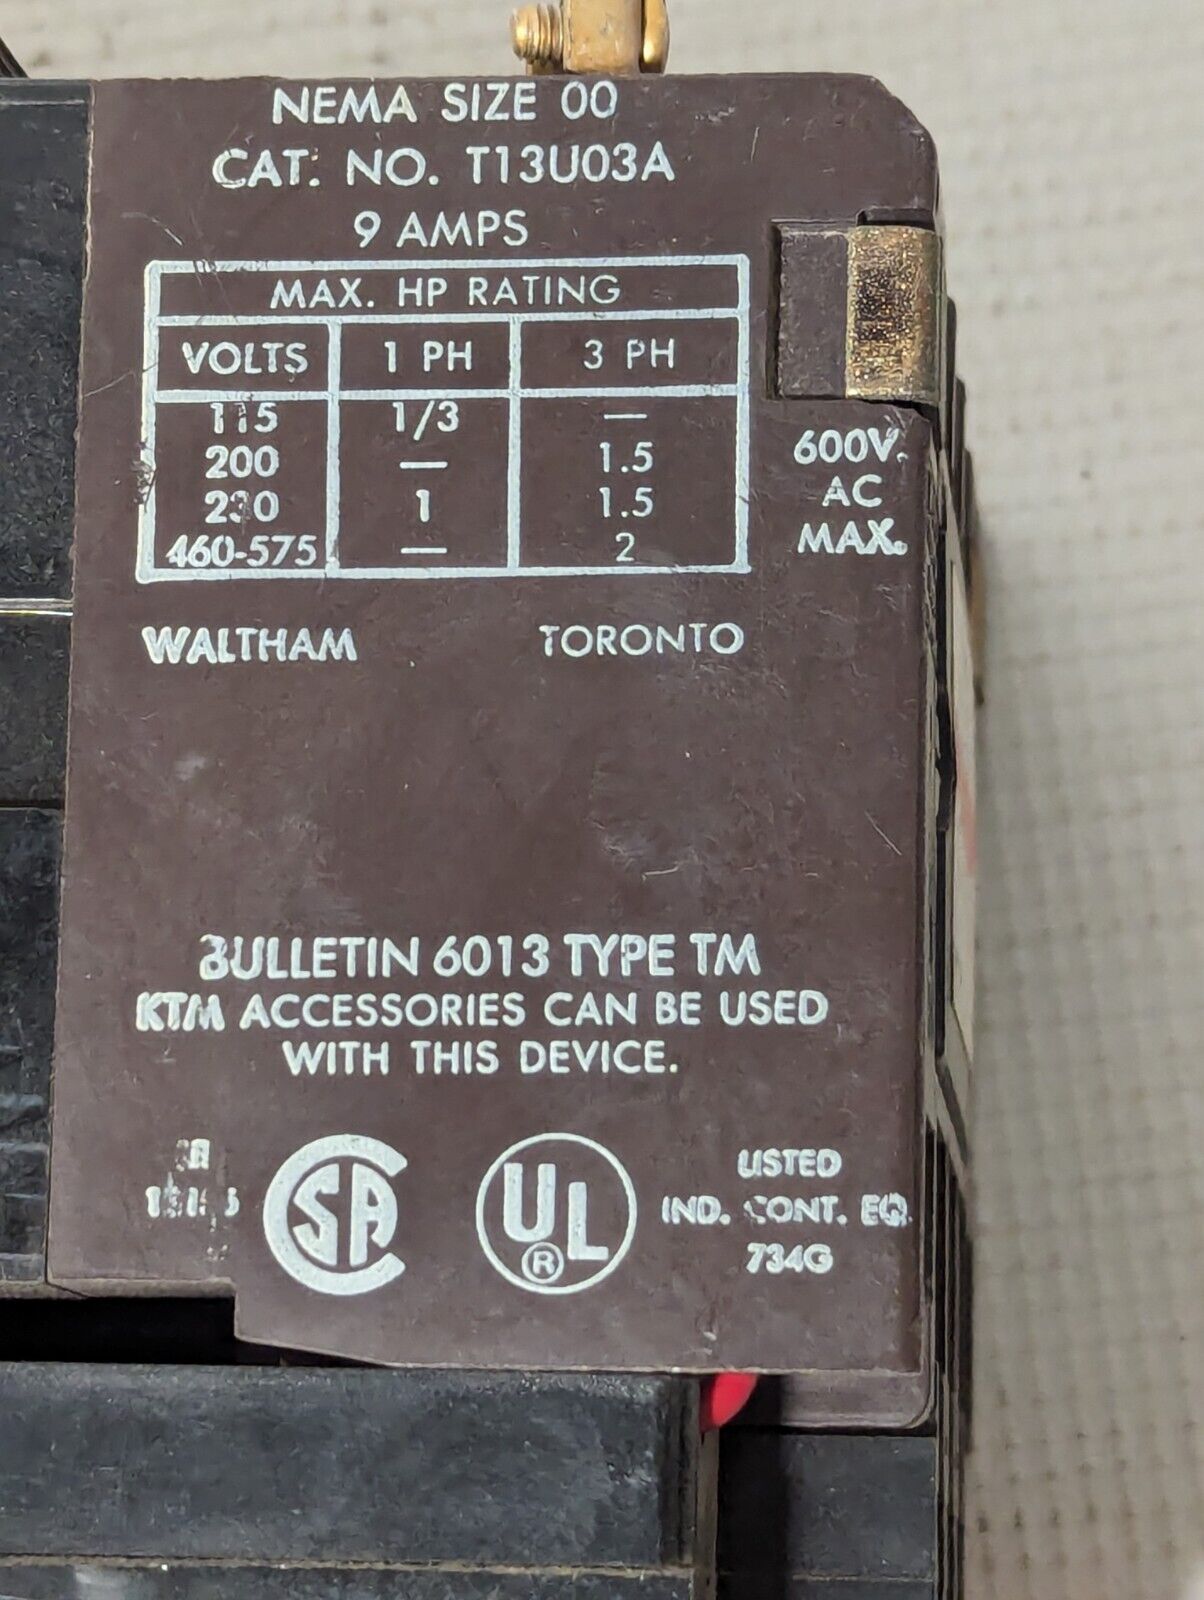 NEMA SIZE 00
CAT. NO. T13U03A
9 AMPS
MAX. HP RATING
VOLTS 1 PH 3 PH
115 1/3 —
200 — 1.5
230 1 1.5
460-575 — 2
600V.
AC
MAX.
WALTHAM TORONTO
BULLETIN 6013 TYPE TM
KTM ACCESSORIES CAN BE USED
WITH THIS DEVICE.
SA
UL
®
LISTED
IND. CONT. EQ.
734G